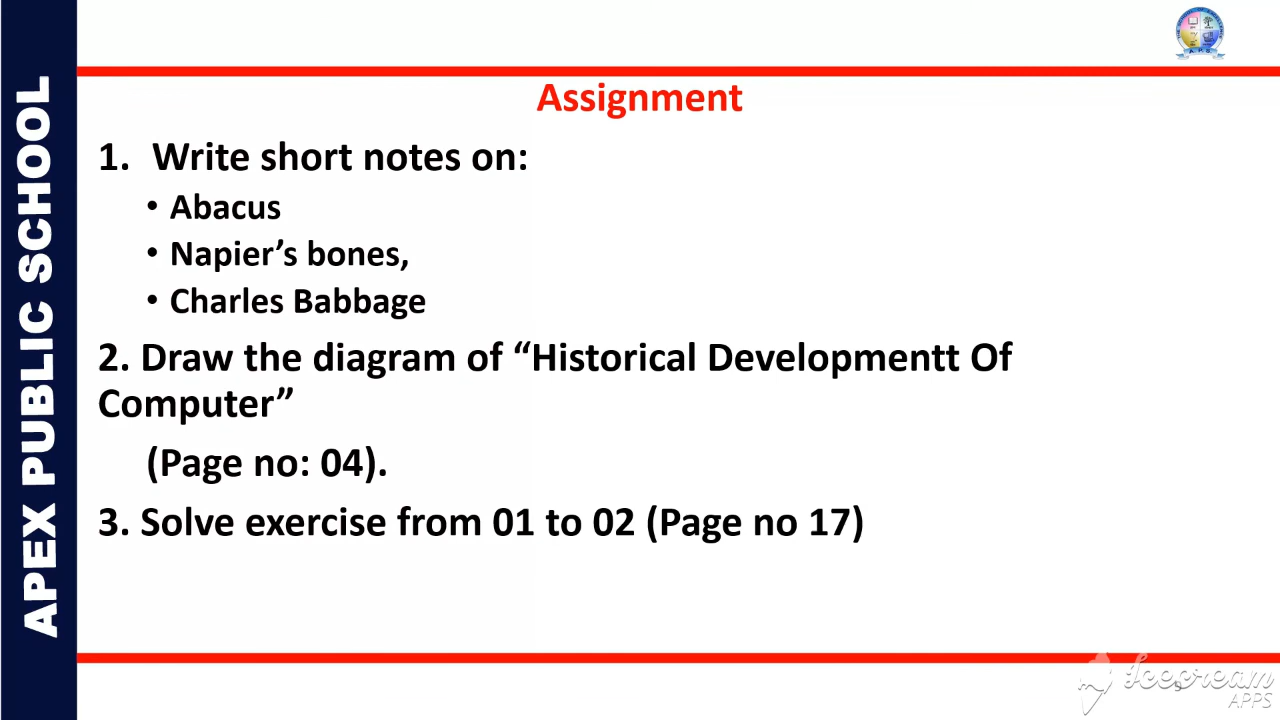 APEX PUBLIC SCHOOL
Assignment
1. Write short notes on:
• Abacus
• Napier’s bones,
• Charles Babbage
2. Draw the diagram of “Historical Developmentt Of
Computer”
(Page no: 04).
3. Solve exercise from 01 to 02 (Page no 17)
Icecream
APPS